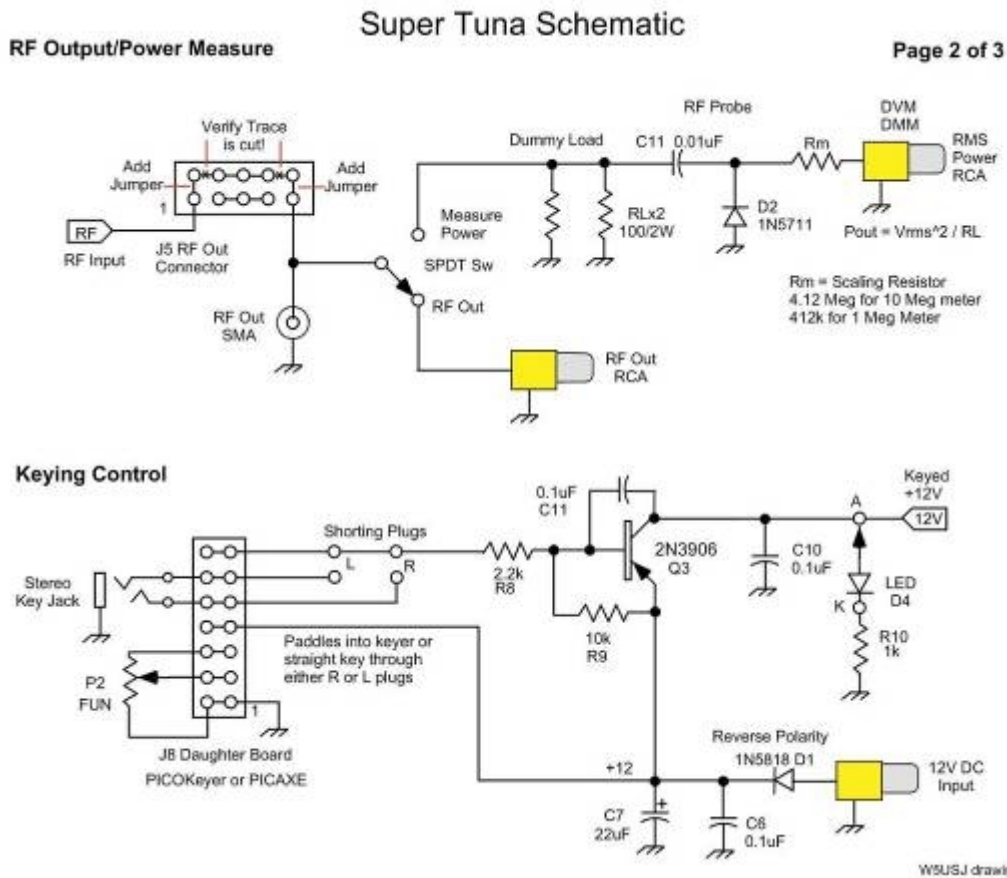 Super Tuna Schematic
RF Output/Power Measure
Page 2 of 3
Verify Trace
is cut!
Add
Jumper
Add
Jumper
1
RF
RF Input
J5 RF Out
Connector
RF Out
SMA
Measure
Power
SPDT Sw
RF Out
RF Out
RCA
Dummy Load
RLx2
100/2W
RF Probe
C11 0.01uF
D2
1N5711
Rm
DVM
DMM
RMS
Power
RCA
Pout = Vrms^2 / RL
Rm = Scaling Resistor
4.12 Meg for 10 Meg meter
412k for 1 Meg Meter
Keying Control
Stereo
Key Jack
P2
FUN
1
J8 Daughter Board
PICOKeyer or PICAXE
Shorting Plugs
L
R
Paddles into keyer or
straight key through
either R or L plugs
2.2k
R8
0.1uF
C11
2N3906
Q3
10k
R9
C10
0.1uF
A
Keyed
+12V
12V
LED
D4
K
R10
1k
+12
Reverse Polarity
1N5818 D1
12V DC
Input
C7
22uF
+
C6
0.1uF
W5USJ